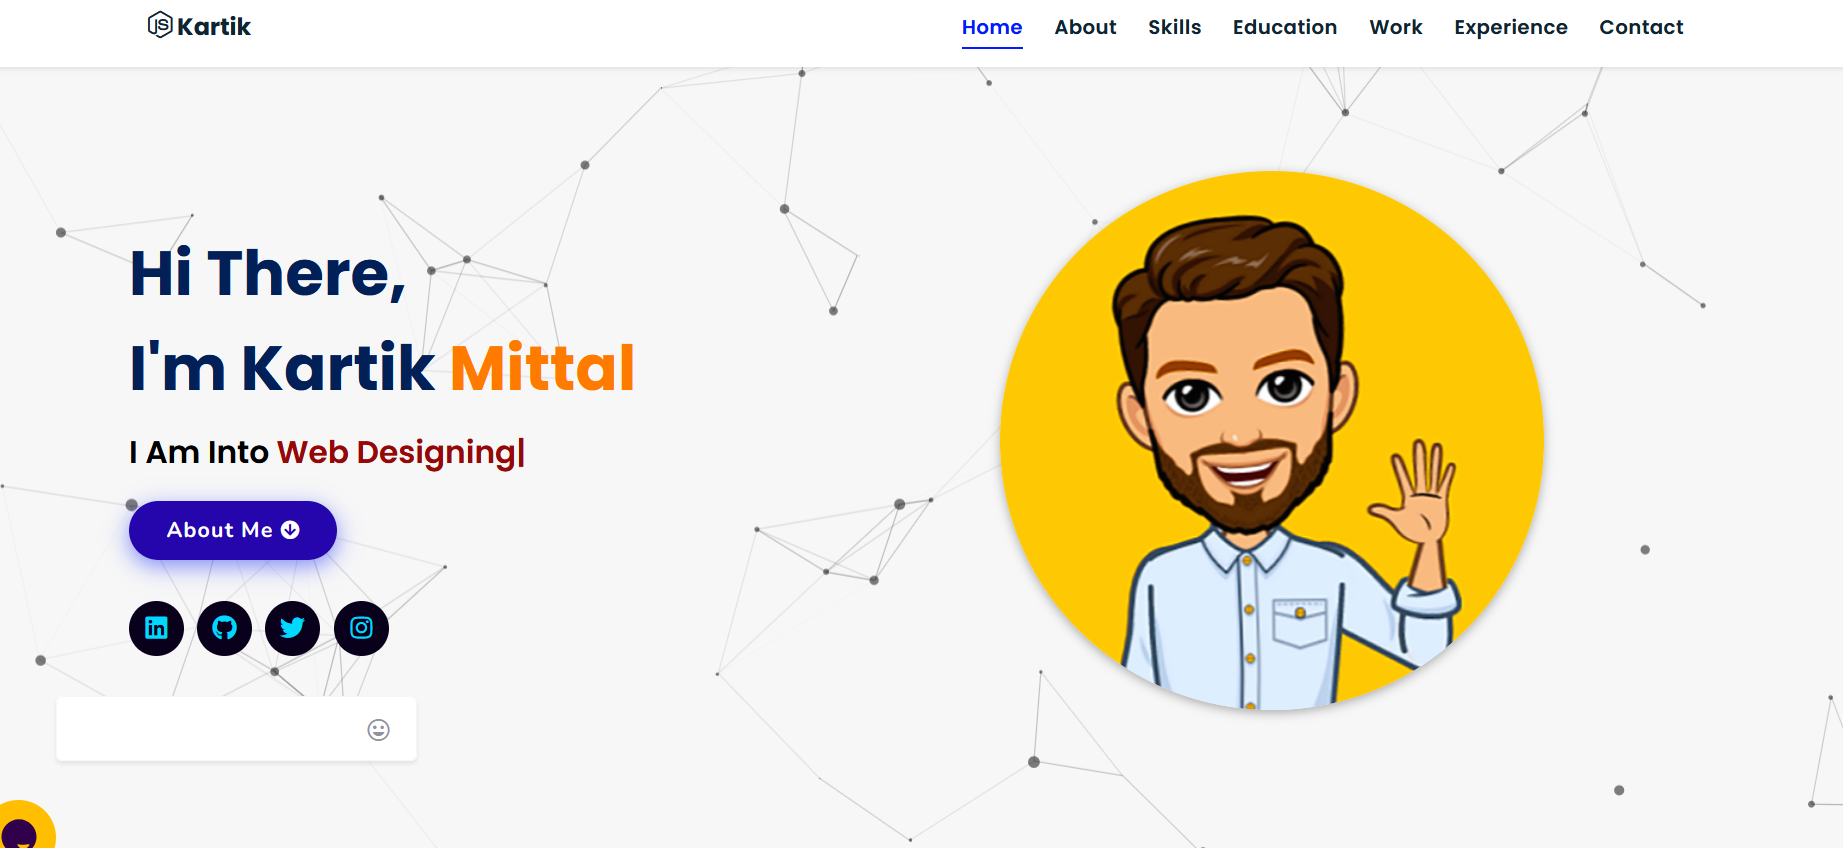 Kartik
Home About Skills Education Work Experience Contact
Hi There,
I'm Kartik Mittal
I Am Into Web Designing|
About Me